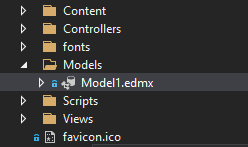 Content
Controllers
fonts
Models
Model1.edmx
Scripts
Views
favicon.ico